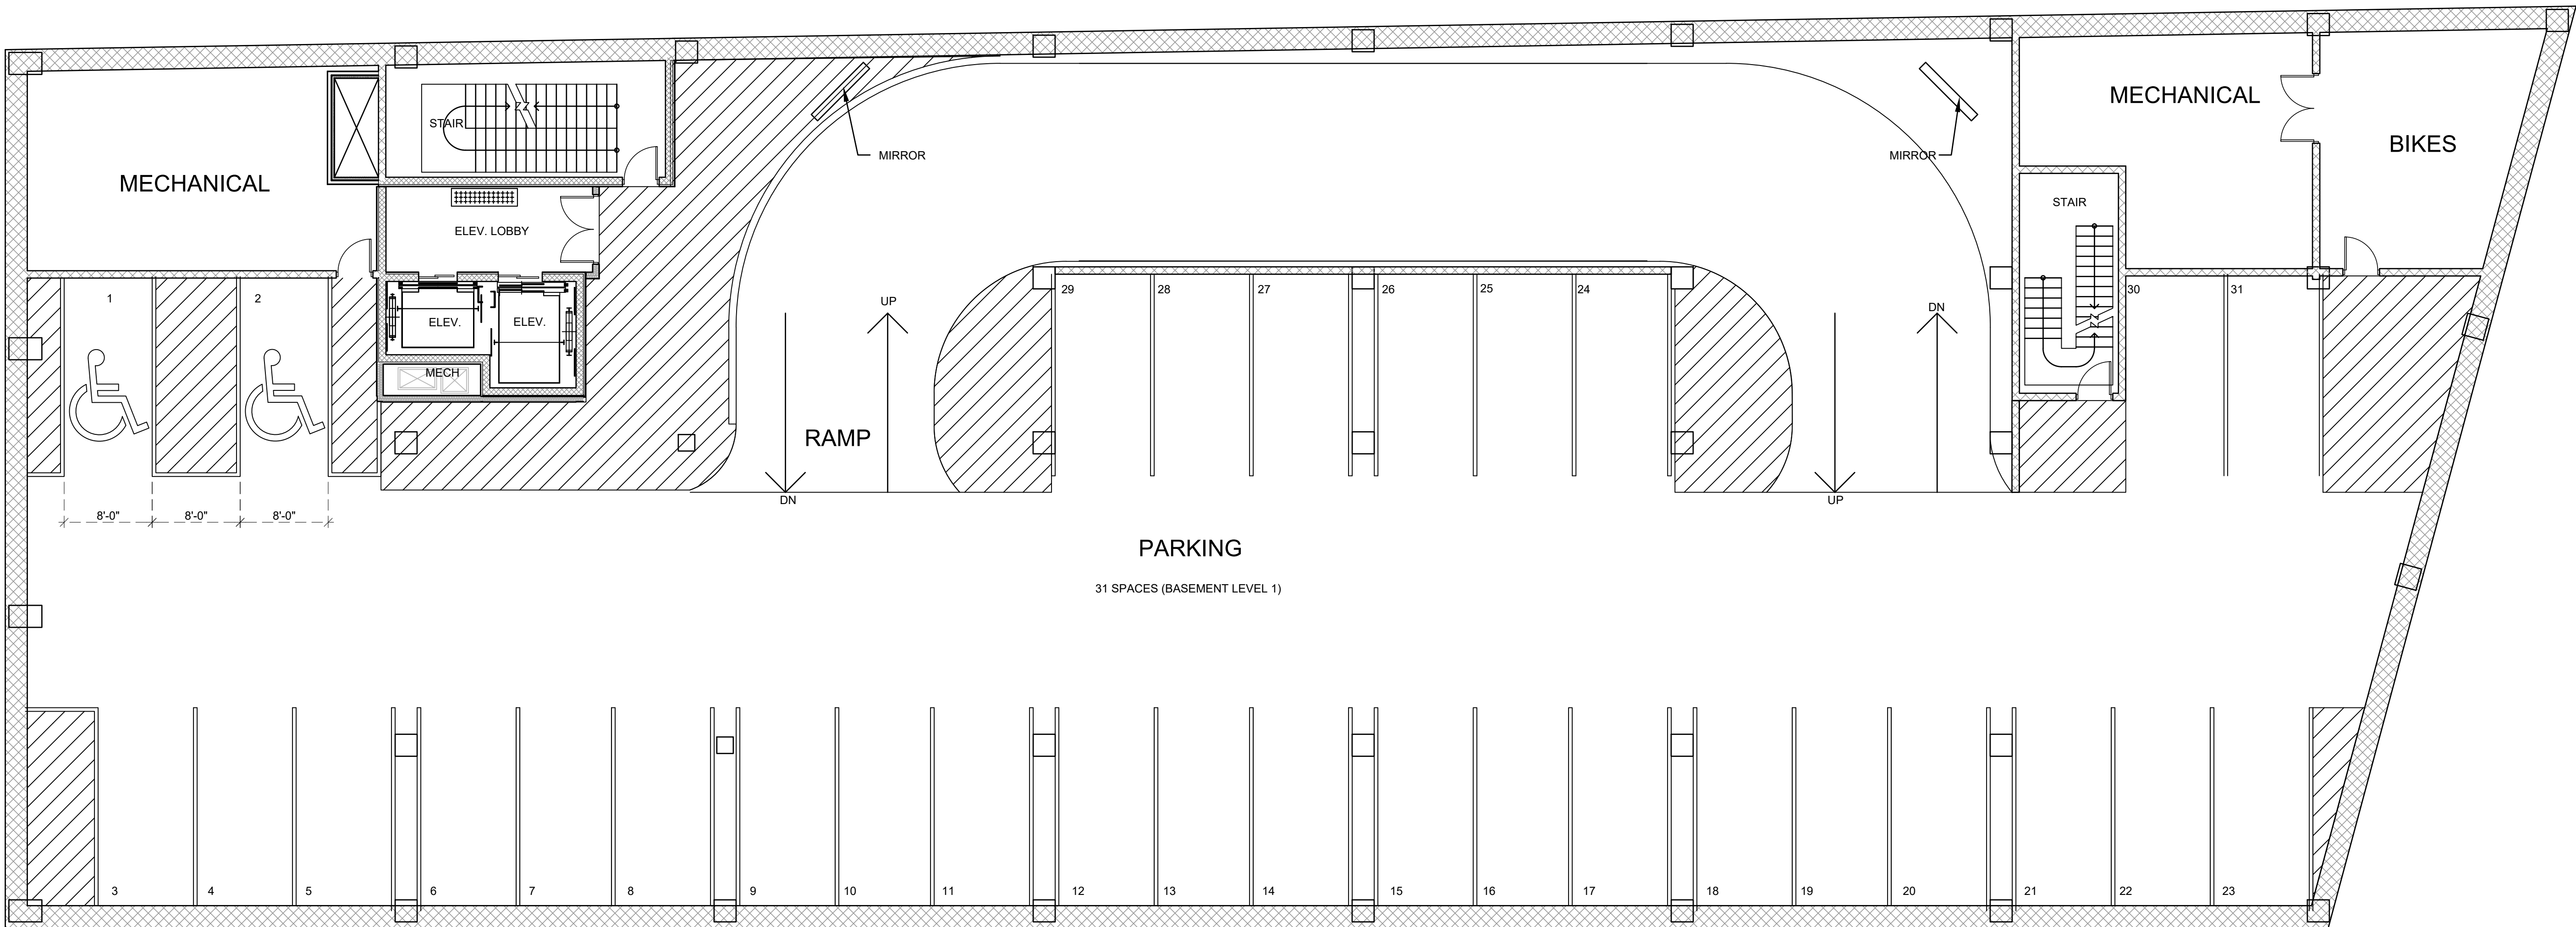 MECHANICAL
BIKES
STAIR
MIRROR
MIRROR
MECHANICAL
STAIR
ELEV. LOBBY
1
2
29
28
27
26
25
24
30
31
UP
DN
ELEV.
ELEV.
MECH
RAMP
DN
UP
8'-0"
8'-0"
8'-0"
PARKING
31 SPACES (BASEMENT LEVEL 1)
3
4
5
6
7
8
9
10
11
12
13
14
15
16
17
18
19
20
21
22
23